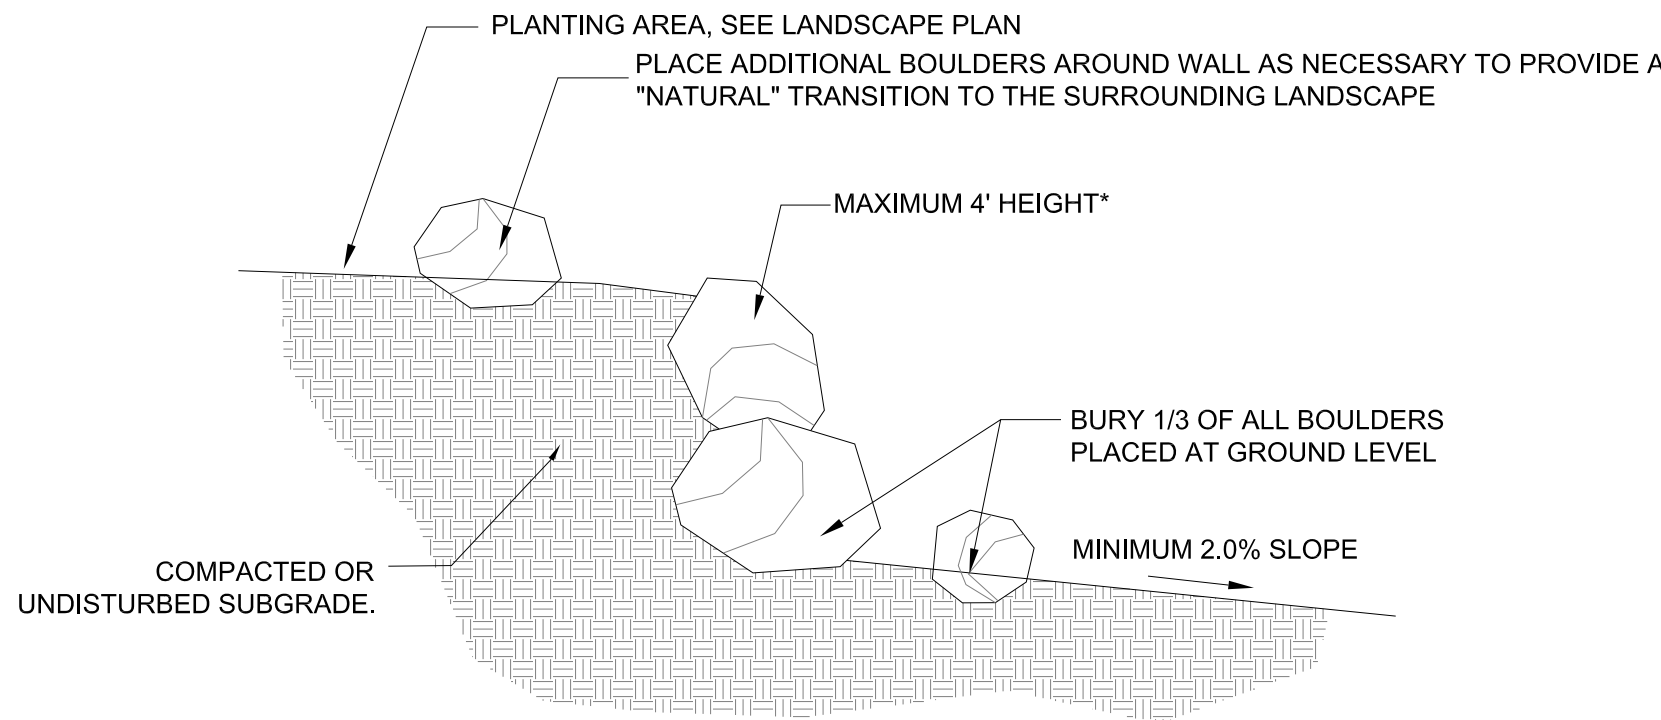 PLANTING AREA, SEE LANDSCAPE PLAN
PLACE ADDITIONAL BOULDERS AROUND WALL AS NECESSARY TO PROVIDE A
"NATURAL" TRANSITION TO THE SURROUNDING LANDSCAPE
MAXIMUM 4' HEIGHT*
BURY 1/3 OF ALL BOULDERS
PLACED AT GROUND LEVEL
MINIMUM 2.0% SLOPE
COMPACTED OR
UNDISTURBED SUBGRADE.